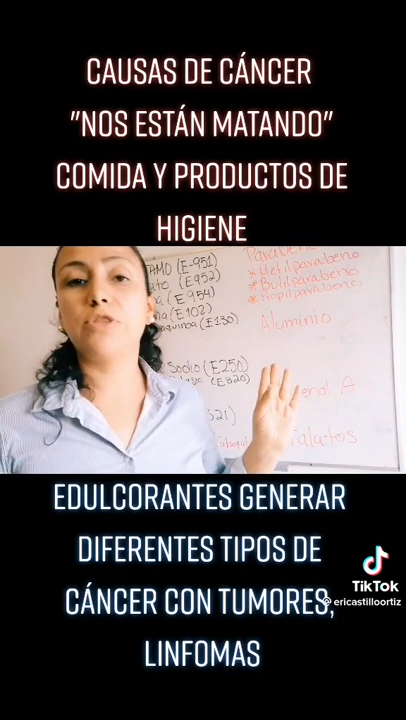 CAUSAS DE CÁNCER
"NOS ESTÁN MATANDO"
COMIDA Y PRODUCTOS DE
HIGIENE
(E-951)
(E952)
(E954)
(E102)
(E130)
Metilparabeno
Butilparabeno
Propilparabeno
Aluminio
Sodio (E250)
(E320)
A
EDULCORANTES GENERAR
DIFERENTES TIPOS DE
CÁNCER CON TUMORES,
LINFOMAS
TikTok
@ericastilloortiz